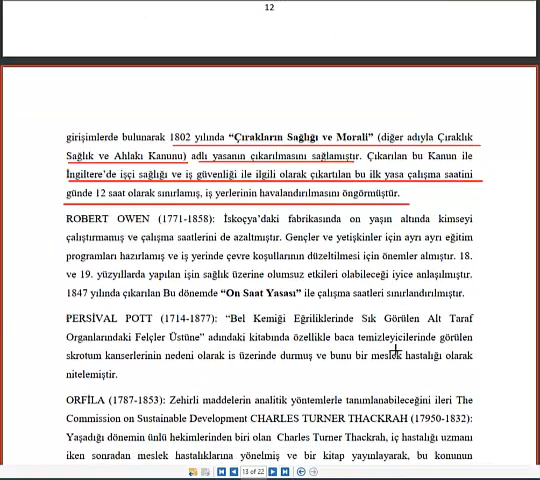 12
girişimlerde bulunarak 1802 yılında “Çırakların Sağlığı ve Morali” (diğer adıyla Çıraklık
Sağlık ve Ahlakı Kanunu) adlı yasanın çıkarılmasını sağlamıştır. Çıkarılan bu Kanun ile
İngiltere’de işçi sağlığı ve iş güvenliği ile ilgili olarak çıkartılan bu ilk yasa çalışma saatini
günde 12 saat olarak sınırlamış, iş yerlerinin havalandırılmasını öngörmüştür.
ROBERT OWEN (1771-1858): İskoçya’daki fabrikasında on yaşın altında kimseyi
çalıştırmamış ve çalışma saatlerini de azaltmıştır. Gençler ve yetişkinler için ayrı ayrı eğitim
programları hazırlamış ve iş yerinde çevre koşullarının düzeltilmesi için önemler almıştır. 18.
ve 19. yüzyıllarda yapılan işin sağlık üzerine olumsuz etkileri olabileceği iyice anlaşılmıştır.
1847 yılında çıkarılan Bu dönemde “On Saat Yasası” ile çalışma saatleri sınırlandırılmıştır.
PERSİVAL POTT (1714-1877): “Bel Kemiği Eğriliklerinde Sık Görülen Alt Taraf
Organlarındaki Felçler Üstüne” adındaki kitabında özellikle baca temizleyicilerinde görülen
skrotum kanserlerinin nedeni olarak is üzerinde durmuş ve bunu bir meslek hastalığı olarak
nitelemiştir.
ORFİLA (1787-1853): Zehirli maddelerin analitik yöntemlerle tanımlanabileceğini ileri The
Commission on Sustainable Development CHARLES TURNER THACKRAH (17950-1832):
Yaşadığı dönemin ünlü hekimlerinden biri olan Charles Turner Thackrah, iç hastalığı uzmanı
iken sonradan meslek hastalıklarına yönelmiş ve bir kitap yayınlayarak, bu konunun
13 of 22